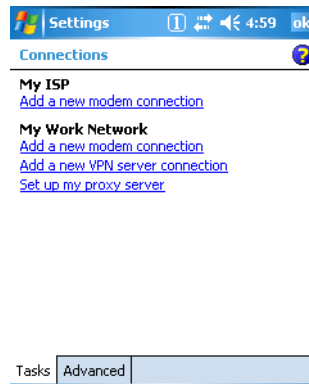 Settings 1 4:59 ok
Connections ?
My ISP
Add a new modem connection
My Work Network
Add a new modem connection
Add a new VPN server connection
Set up my proxy server
Tasks Advanced